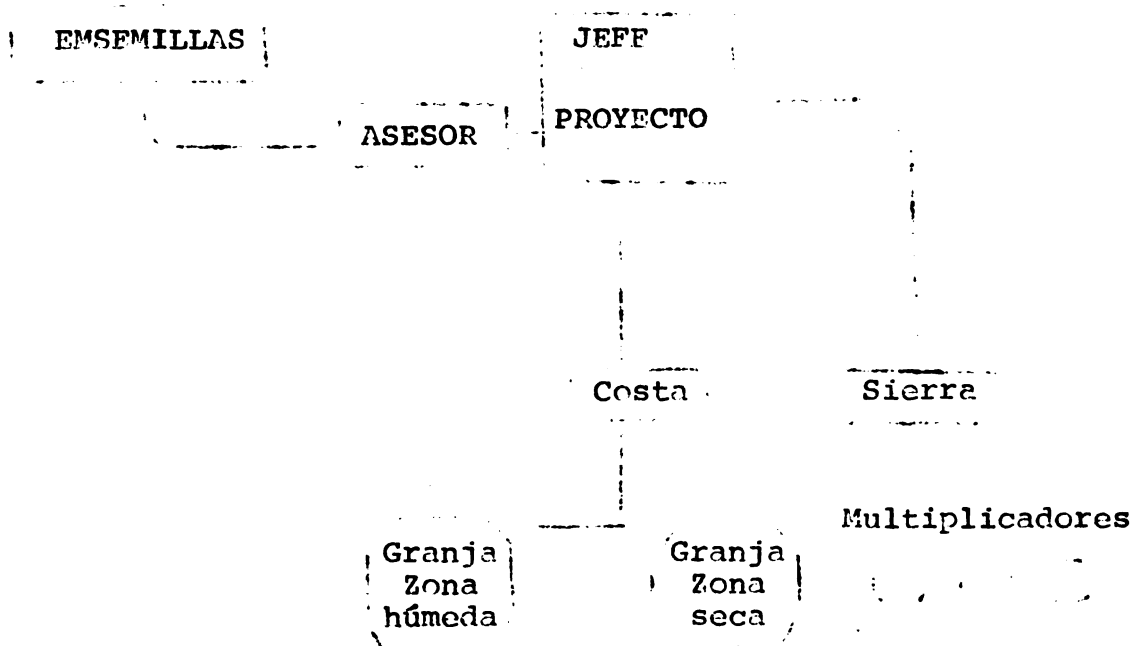 EMSEMILLAS
JEFF
PROYECTO
ASESOR
Costa
Sierra
Multiplicadores
Granja
Zona
húmeda
Granja
Zona
seca